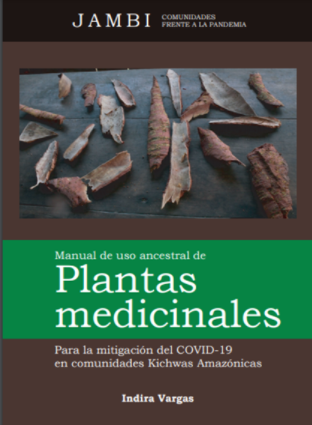 JAMBI COMUNIDADES
FRENTE A LA PANDEMIA
Manual de uso ancestral de
Plantas
medicinales
Para la mitigación del COVID-19
en comunidades Kichwas Amazónicas
Indira Vargas